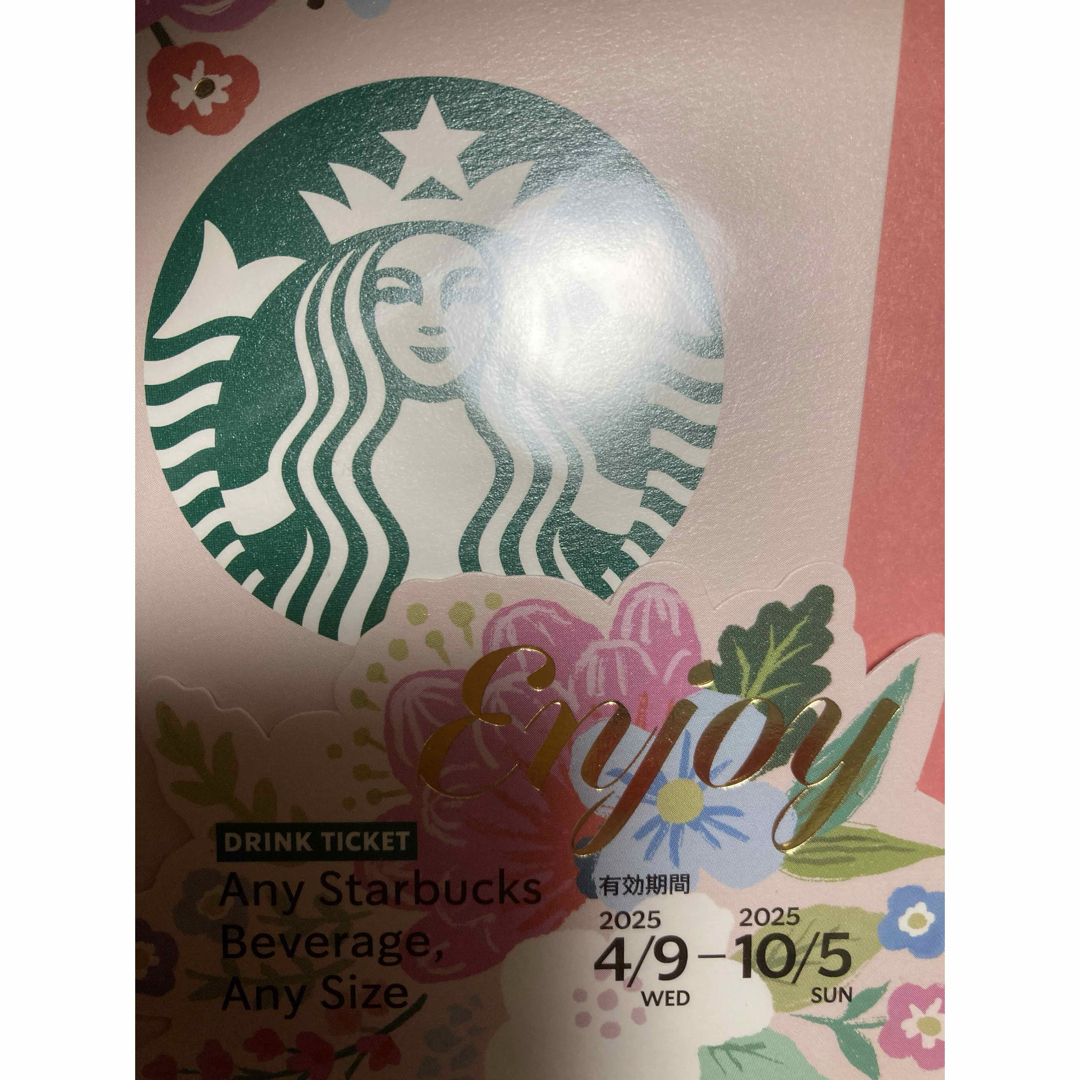 Enjoy
DRINK TICKET
Any Starbucks
Beverage,
Any Size
有効期間
2025 2025
4/9–10/5
WED SUN